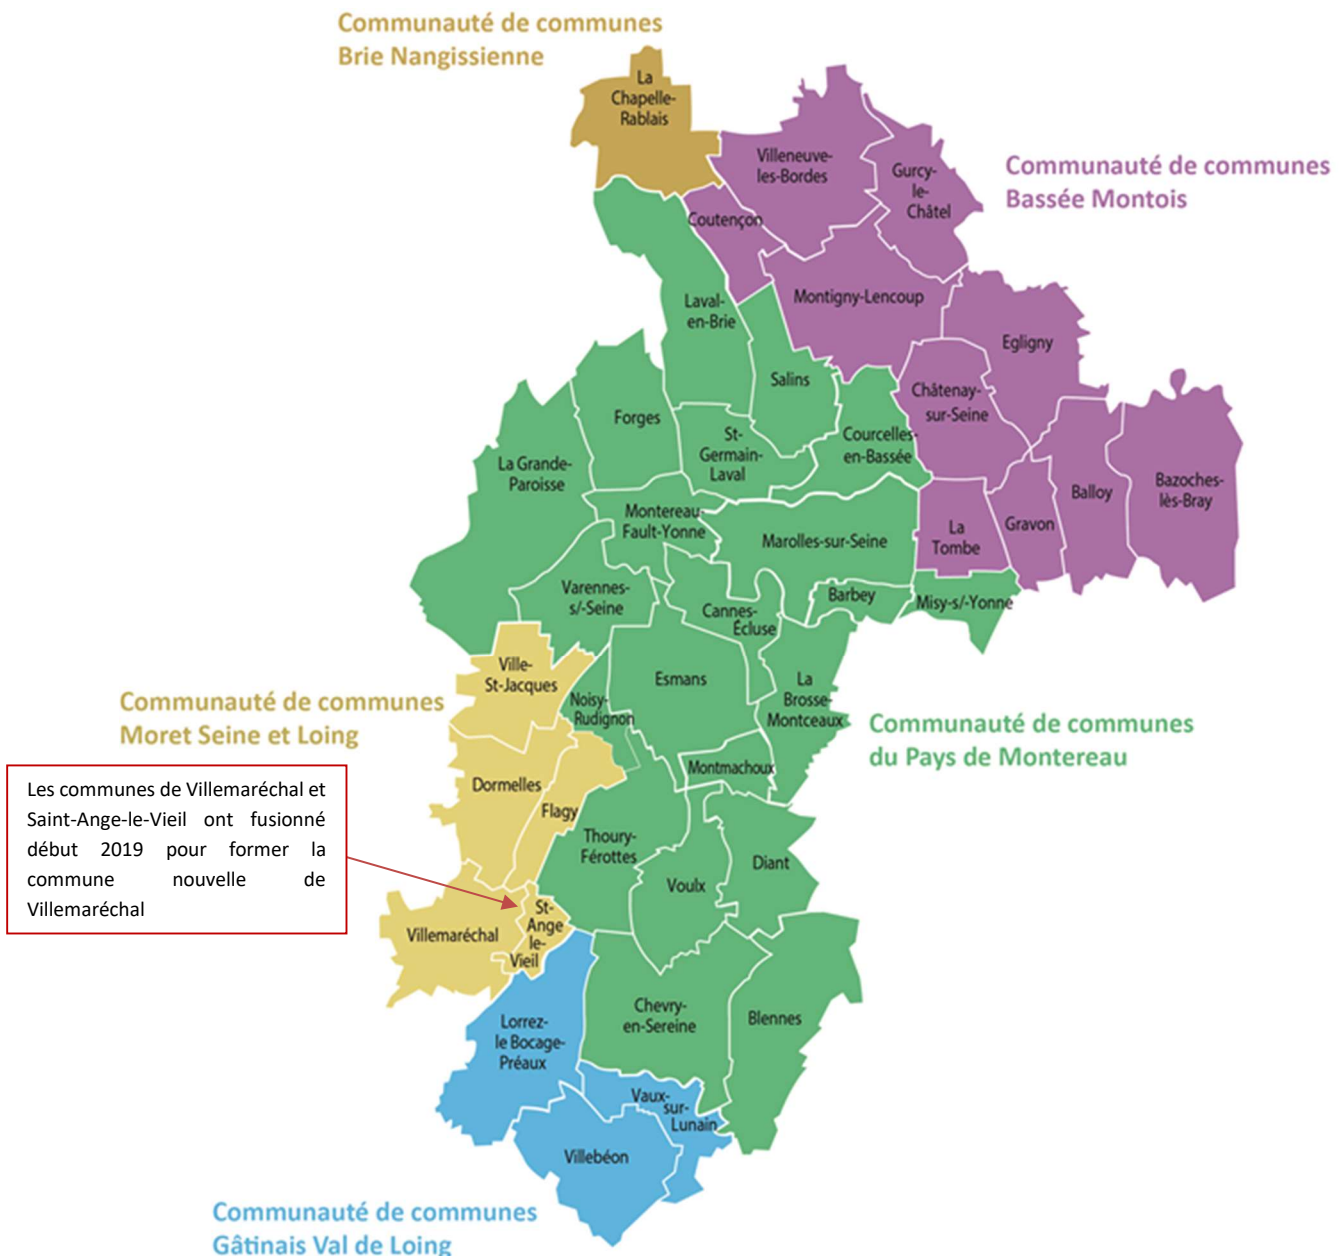 Communauté de communes
Brie Nangissienne
La
Chapelle-
Rablais
Villeneuve-
les-Bordes
Gurcy-
le-
Châtel
Communauté de communes
Bassée Montois
Coutençon
Montigny-Lencoup
Laval-
en-Brie
Egligny
Salins
Châtenay-
sur-Seine
Forges
St-
Germain-
Laval
Courcelles-
en-Bassée
La Grande-
Paroisse
Bazoches-
lès-Bray
Balloy
Montereau-
Fault-Yonne
Gravon
La
Tombe
Marolles-sur-Seine
Varennes-
s/-Seine
Barbey
Misy-s/-Yonne
Cannes-
Écluse
Ville-
St-Jacques
Esmans
La
Brosse-
Montceaux
Noisy-
Rudignon
Communauté de communes
Moret Seine et Loing
Communauté de communes
du Pays de Montereau
Montmachoux
Les communes de Villemaréchal et
Saint-Ange-le-Vieil ont fusionné
début 2019 pour former la
commune nouvelle de
Villemaréchal
Dormelles
Flagy
Thoury-
Férottes
Diant
Voulx
St-
Ange
le-
Vieil
Villemaréchal
Chevry-
en-Sereine
Blennes
Lorrez-
le Bocage-
Préaux
Vaux-
sur-
Lunain
Villebéon
Communauté de communes
Gâtinais Val de Loing